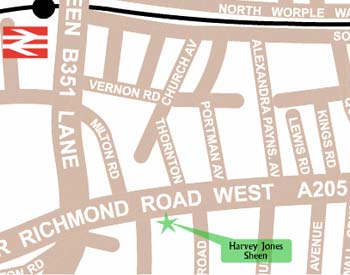 NORTH WORPLE WA
SO
EEN B351 LANE
VERNON RD
CHURCH AV
ALEXANDRA PAYNS. AV
MILTON RD
THORNTON
PORTMAN AV
LEWIS RD
KINGS RD
R RICHMOND ROAD WEST A205
Harvey Jones
Sheen
ROAD
AVENUE